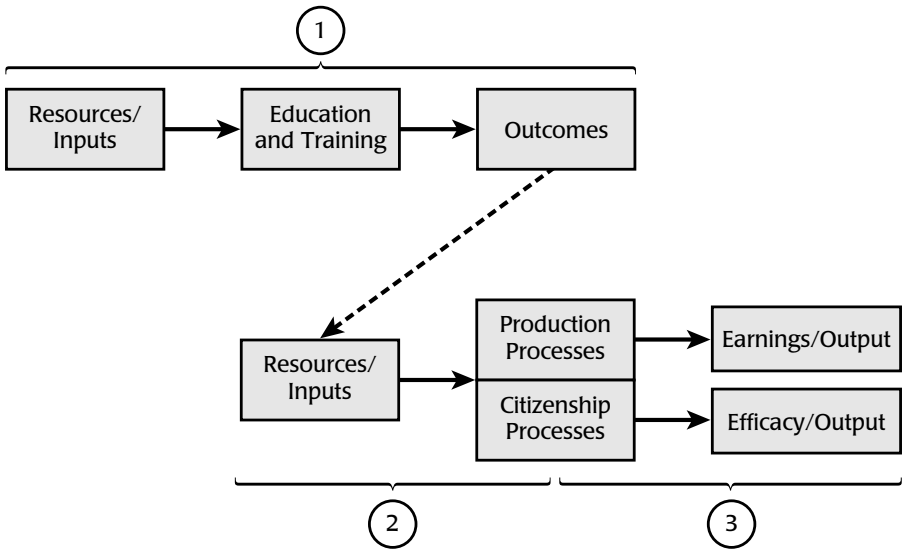 1
Resources/
Inputs
Education
and Training
Outcomes
Resources/
Inputs
Production
Processes
Earnings/Output
Citizenship
Processes
Efficacy/Output
2
3